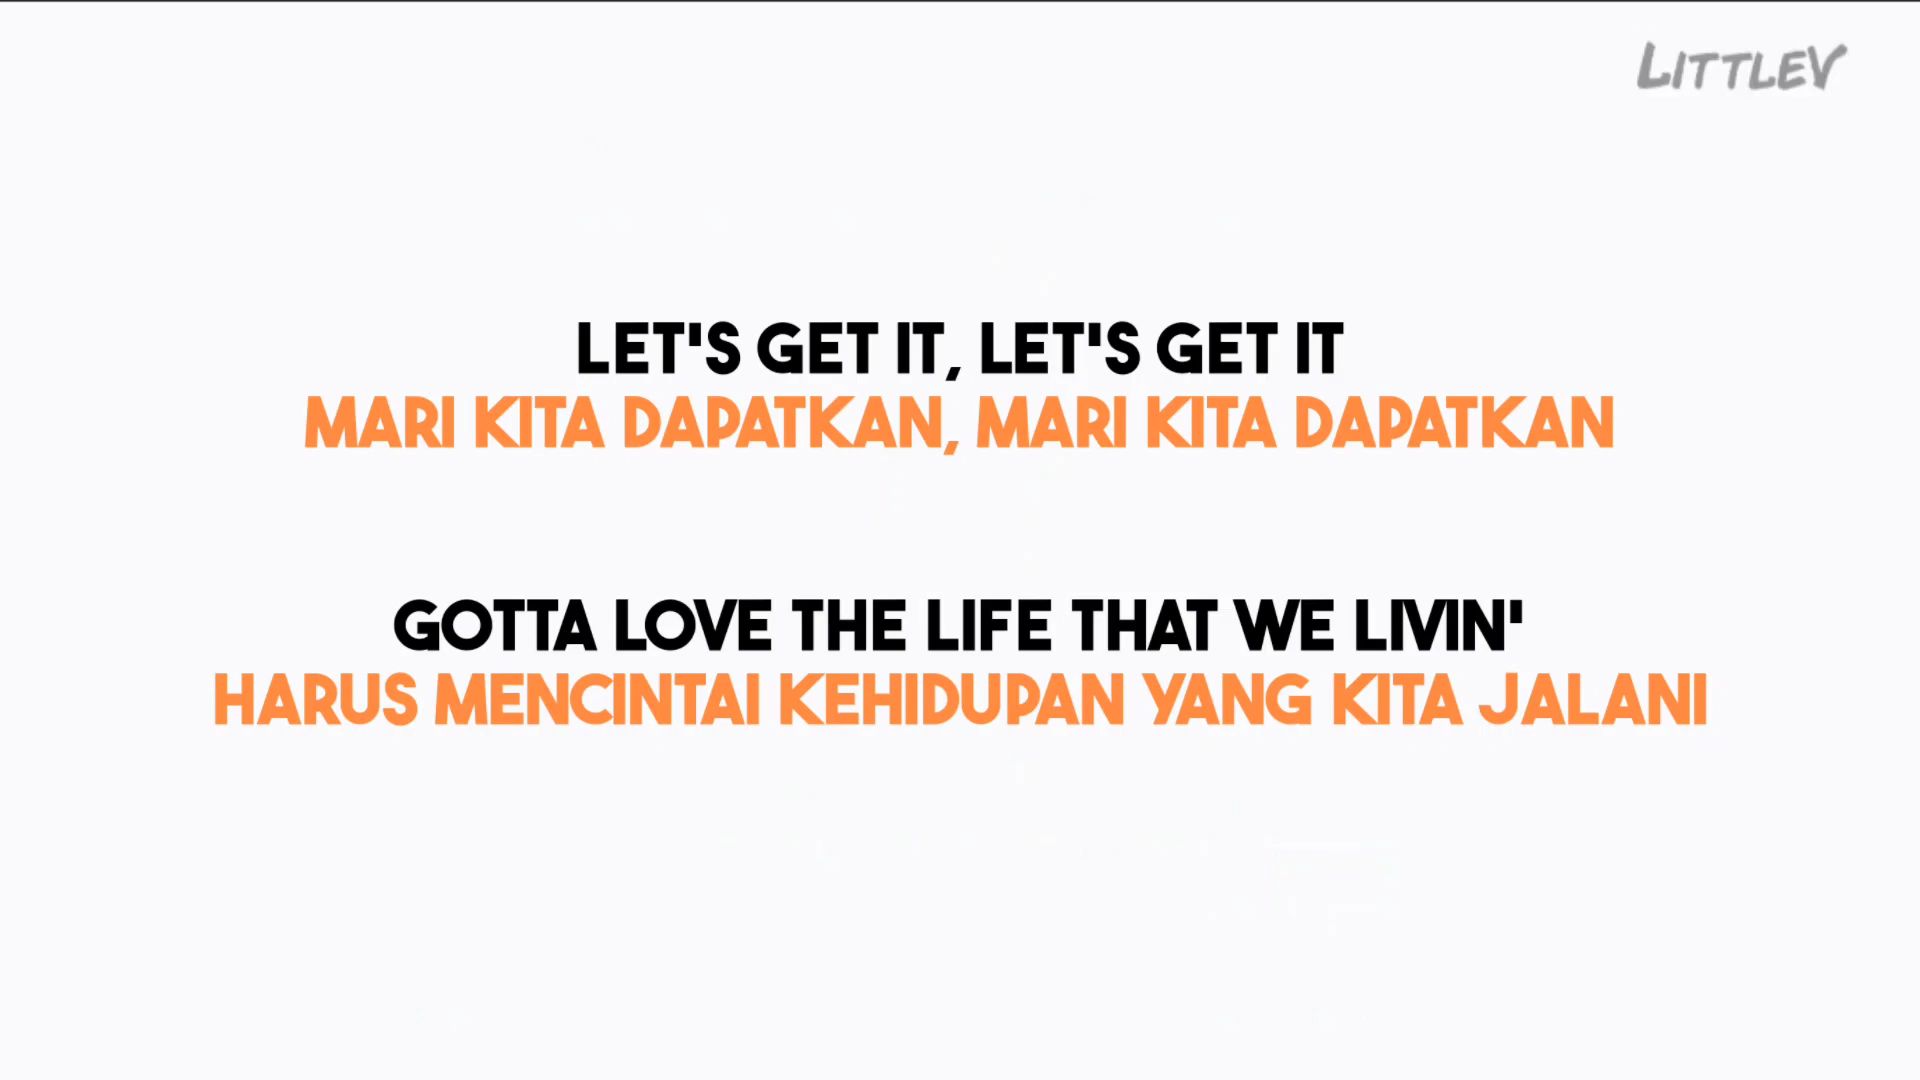 LITTLEV
LET'S GET IT, LET'S GET IT
MARI KITA DAPATKAN, MARI KITA DAPATKAN
GOTTA LOVE THE LIFE THAT WE LIVIN'
HARUS MENCINTAI KEHIDUPAN YANG KITA JALANI